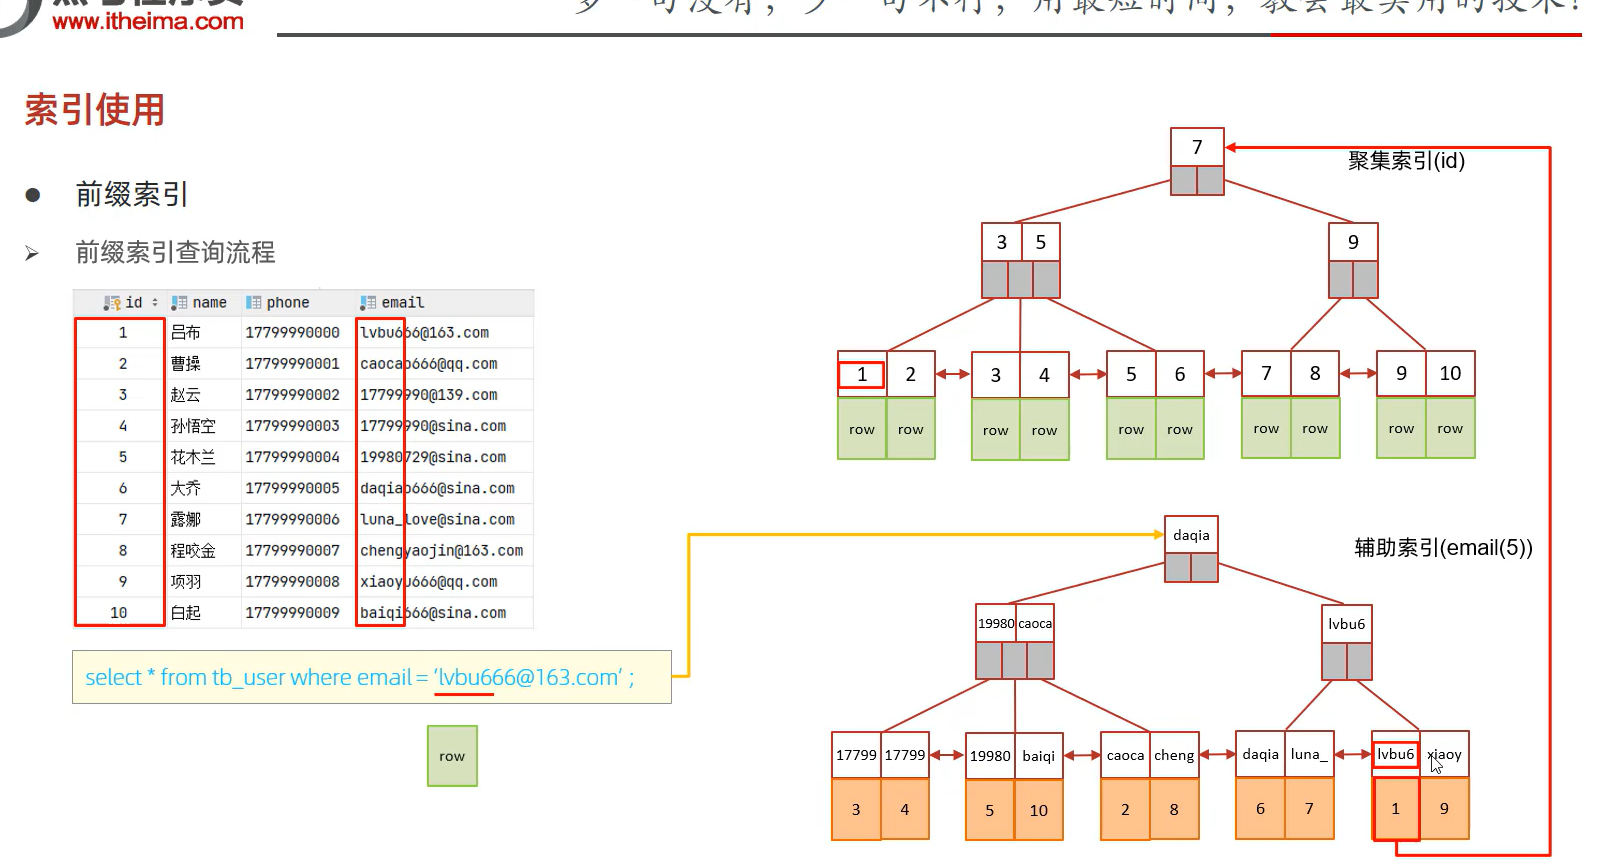 www.itheima.com
索引使用
前缀索引
前缀索引查询流程
id name phone email
1 吕布 17799990000 lvbu666@163.com
2 曹操 17799990001 caocao666@qq.com
3 赵云 17799990002 17799990@139.com
4 孙悟空 17799990003 17799990@sina.com
5 花木兰 17799990004 19980729@sina.com
6 大乔 17799990005 daqiao666@sina.com
7 露娜 17799990006 luna_love@sina.com
8 程咬金 17799990007 chengyaojin@163.com
9 项羽 17799990008 xiaoyu666@qq.com
10 白起 17799990009 baiqi666@sina.com
select * from tb_user where email = ‘lvbu666@163.com’ ;
row
聚集索引(id)
7
3 5 9
1 2 3 4 5 6 7 8 9 10
row row row row row row row row row row
辅助索引(email(5))
daqia
19980 caoca lvbu6
17799 17799 19980 baiqi caoca cheng daqia luna_ lvbu6 xiaoy
3 4 5 10 2 8 6 7 1 9